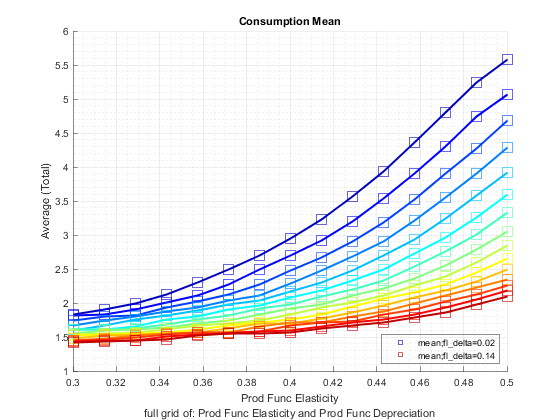 Consumption Mean
6
5.5
5
4.5
4
3.5
3
2.5
2
1.5
1
Average (Total)
0.3 0.32 0.34 0.36 0.38 0.4 0.42 0.44 0.46 0.48 0.5
mean;fl_delta=0.02
mean;fl_delta=0.14
Prod Func Elasticity
full grid of: Prod Func Elasticity and Prod Func Depreciation